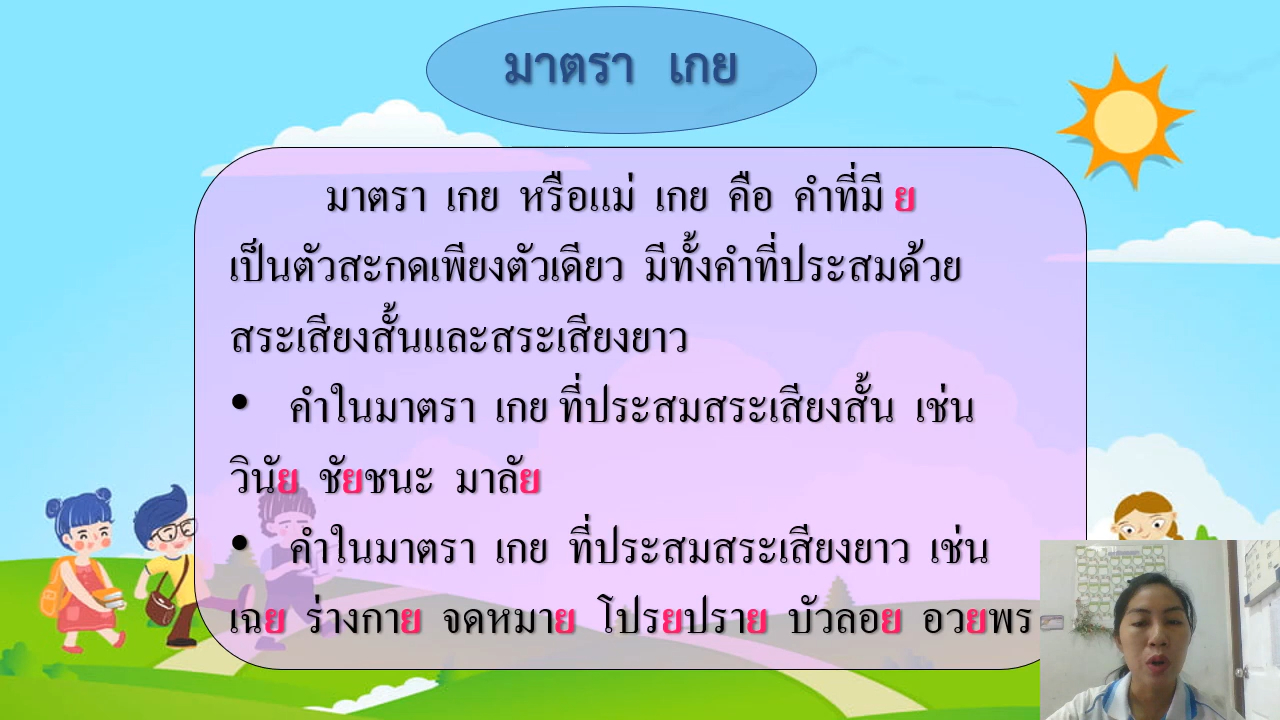 มาตรา เกย
มาตรา เกย หรือแม่ เกย คือ คำที่มี ย
เป็นตัวสะกดเพียงตัวเดียว มีทั้งคำที่ประสมด้วย
สระเสียงสั้นและสระเสียงยาว
• คำในมาตรา เกย ที่ประสมสระเสียงสั้น เช่น
วินัย ชัยชนะ มาลัย
• คำในมาตรา เกย ที่ประสมสระเสียงยาว เช่น
เฉย ร่างกาย จดหมาย โปรยปราย บัวลอย อวยพร